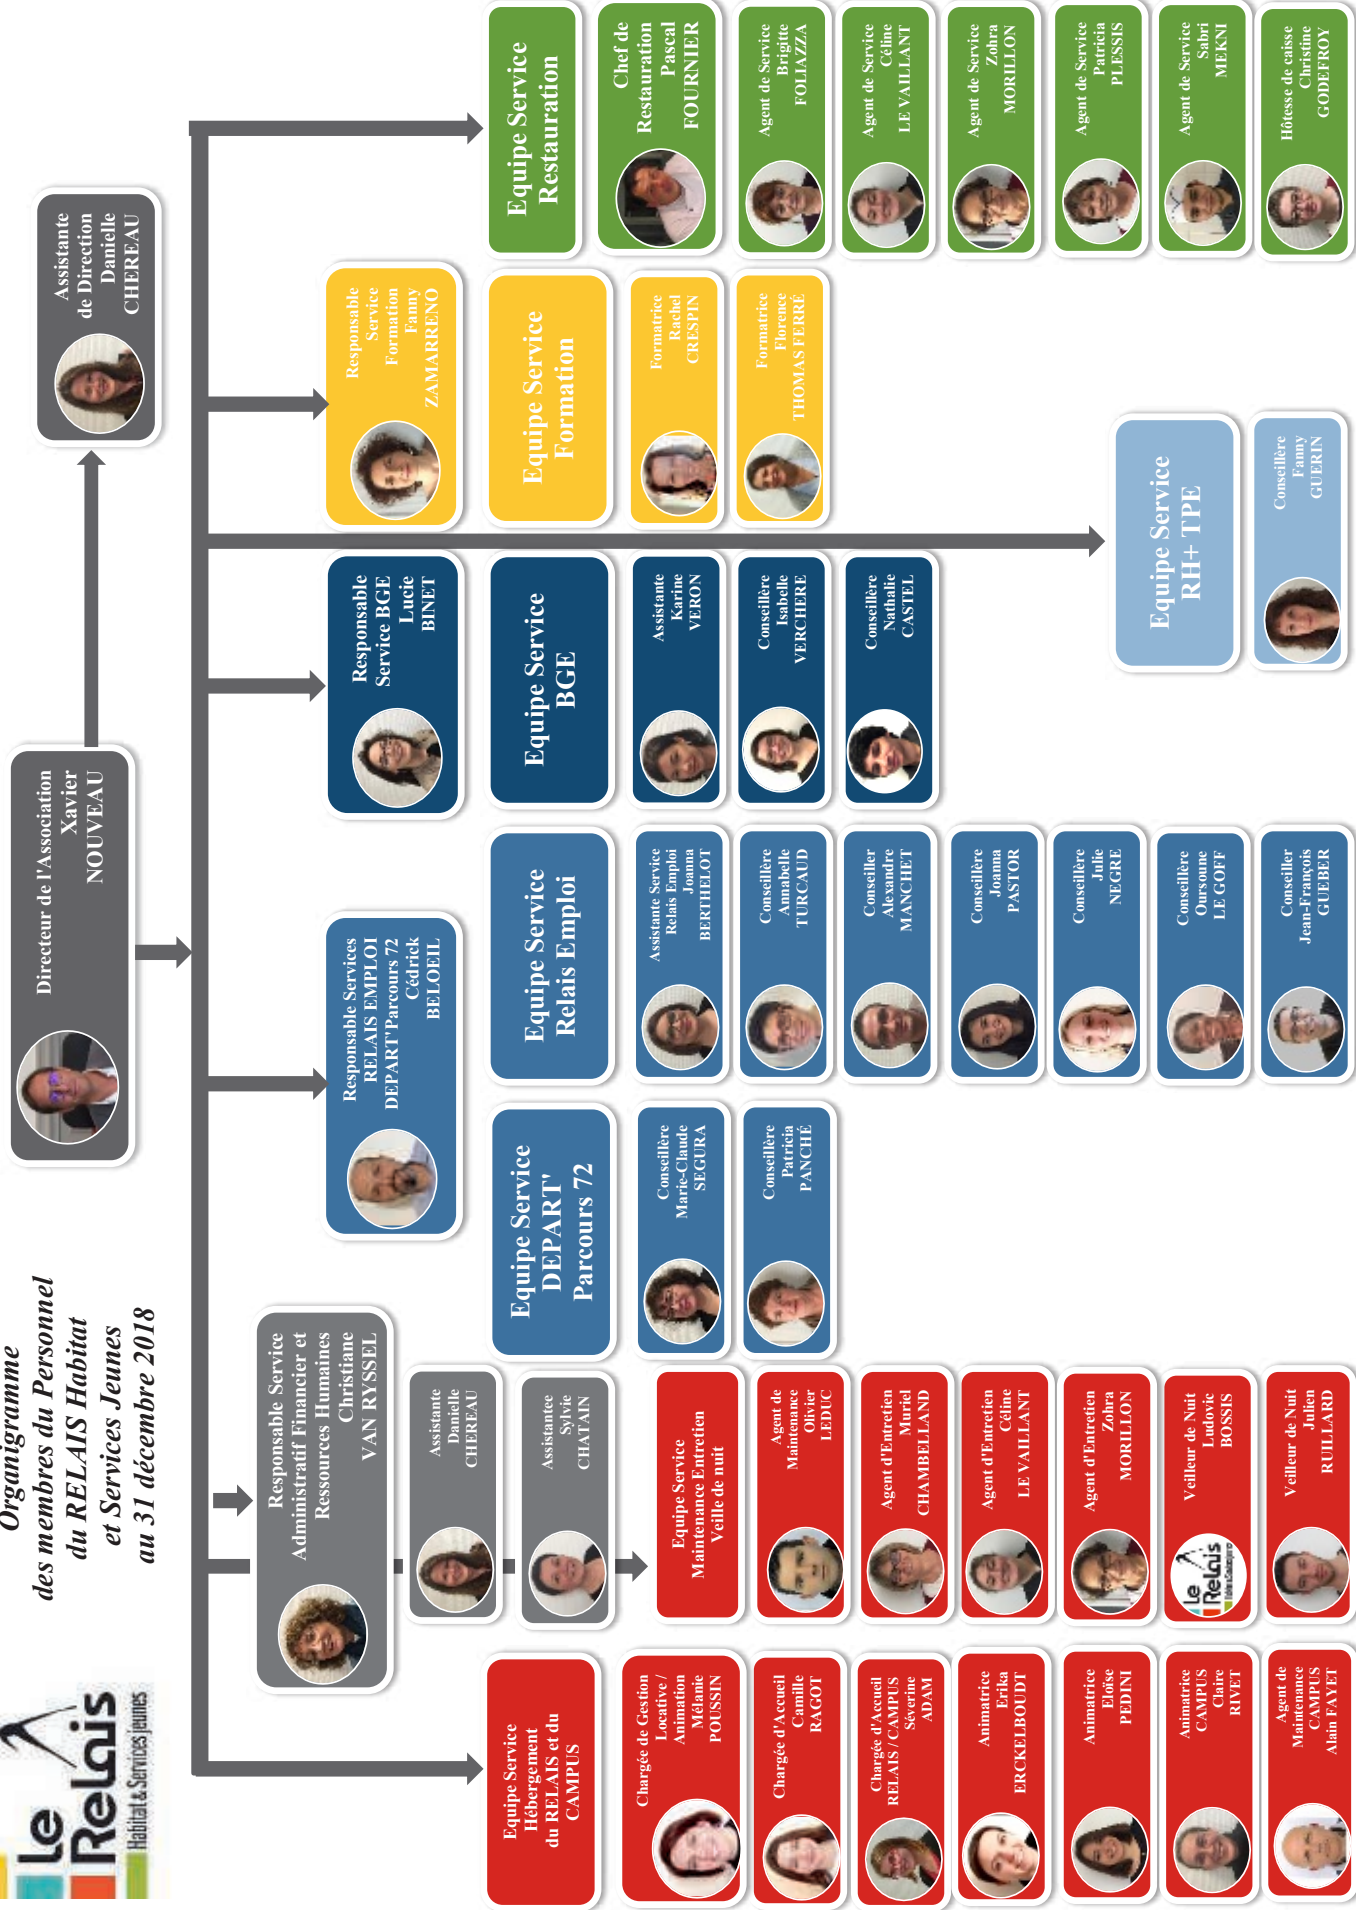 Le
Relais
Habitat & Services jeunes
Organigramme
des membres du Personnel
du RELAIS Habitat
et Services Jeunes
au 31 décembre 2018
Directeur de l'Association
Xavier
NOUVEAU
Assistante
de Direction
Danielle
CHEREAU
Equipe Service
Hébergement
du RELAIS et du
CAMPUS
Chargée de Gestion
Locative /
Animation
Mélanie
POUSSIN
Chargée d'Accueil
Camille
RAGOT
Chargée d'Accueil
RELAIS / CAMPUS
Séverine
ADAM
Animatrice
Erika
ERCKELBOUDT
Animatrice
Eloïse
PEDINI
Animatrice
CAMPUS
Claire
RIVET
Agent de
Maintenance
CAMPUS
Alain FAYET
Responsable Service
Administratif Financier et
Ressources Humaines
Christiane
VAN RYSSEL
Assistante
Danielle
CHEREAU
Assistantee
Sylvie
CHATAIN
Equipe Service
Maintenance Entretien
Veille de nuit
Agent de
Maintenance
Olivier
LEDUC
Agent d'Entretien
Muriel
CHAMBELLAND
Agent d'Entretien
Céline
LE VAILLANT
Agent d'Entretien
Zohra
MORILLON
Le
Relais
Veilleur de Nuit
Ludovic
BOSSIS
Veilleur de Nuit
Julien
RUILLARD
Responsable Services
RELAIS EMPLOI
DEPART'Parcours 72
Cédrick
BELOEIL
Equipe Service
DEPART'
Parcours 72
Conseillère
Marie-Claude
SEGURA
Conseillère
Patricia
PANCHÉ
Equipe Service
Relais Emploi
Assistante Service
Relais Emploi
Joanna
BERTHELOT
Conseillère
Annabelle
TURCAUD
Conseiller
Alexandre
MANCHET
Conseillère
Joanna
PASTOR
Conseillère
Julie
NEGRE
Conseillère
Oursoune
LE GOFF
Conseiller
Jean-François
GUEBER
Responsable
Service BGE
Lucie
BINET
Equipe Service
BGE
Assistante
Karine
VERON
Conseillère
Isabelle
VERCHERE
Conseillère
Nathalie
CASTEL
Equipe Service
RH+ TPE
Conseillère
Fanny
GUERIN
Responsable
Service
Formation
Fanny
ZAMARRENO
Equipe Service
Formation
Formatrice
Rachel
CRESPIN
Formatrice
Florence
THOMAS FERRÉ
Equipe Service
Restauration
Chef de
Restauration
Pascal
FOURNIER
Agent de Service
Brigitte
FOLIAZZA
Agent de Service
Céline
LE VAILLANT
Agent de Service
Zohra
MORILLON
Agent de Service
Patricia
PLESSIS
Agent de Service
Sabri
MEKNI
Hôtesse de caisse
Christine
GODEFROY